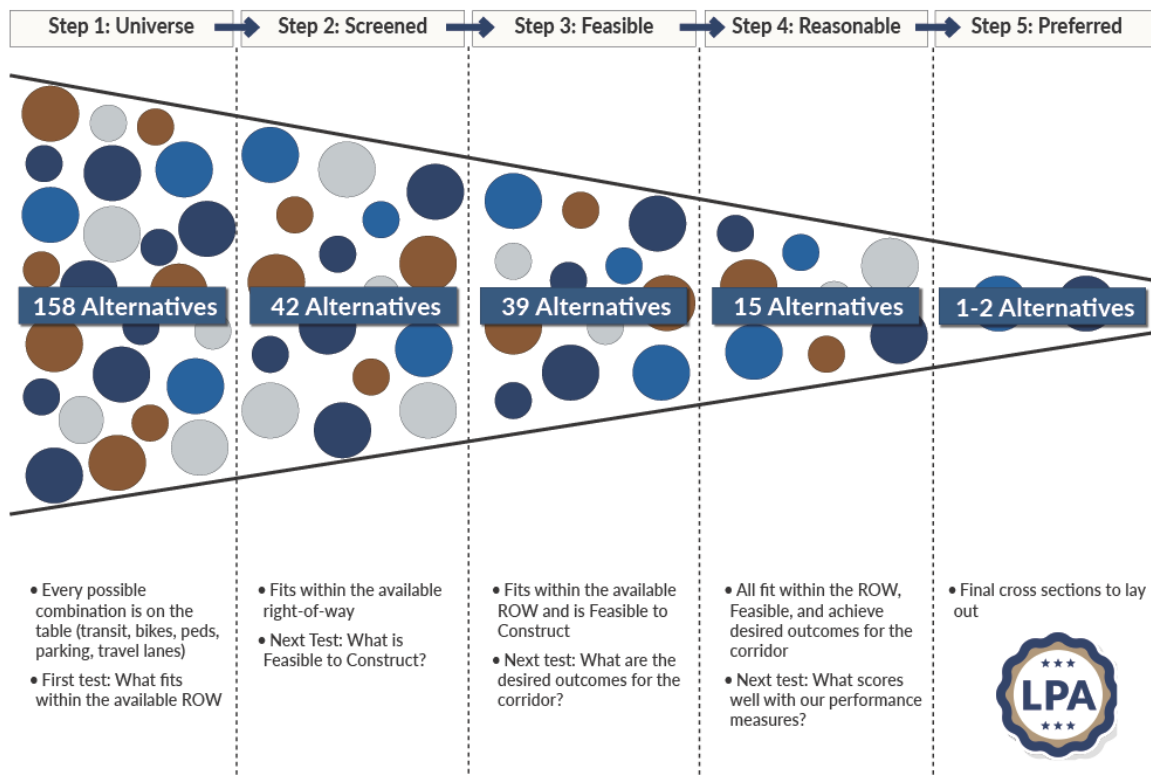 Step 1: Universe
Step 2: Screened
Step 3: Feasible
Step 4: Reasonable
Step 5: Preferred
158 Alternatives
42 Alternatives
39 Alternatives
15 Alternatives
1-2 Alternatives
• Every possible
combination is on the
table (transit, bikes, peds,
parking, travel lanes)
• First test: What fits
within the available ROW
• Fits within the available
right-of-way
• Next Test: What is
Feasible to Construct?
• Fits within the available
ROW and is Feasible to
Construct
• Next test: What are the
desired outcomes for the
corridor?
• All fit within the ROW,
Feasible, and achieve
desired outcomes for the
corridor
• Next test: What scores
well with our performance
measures?
• Final cross sections to lay
out
LPA